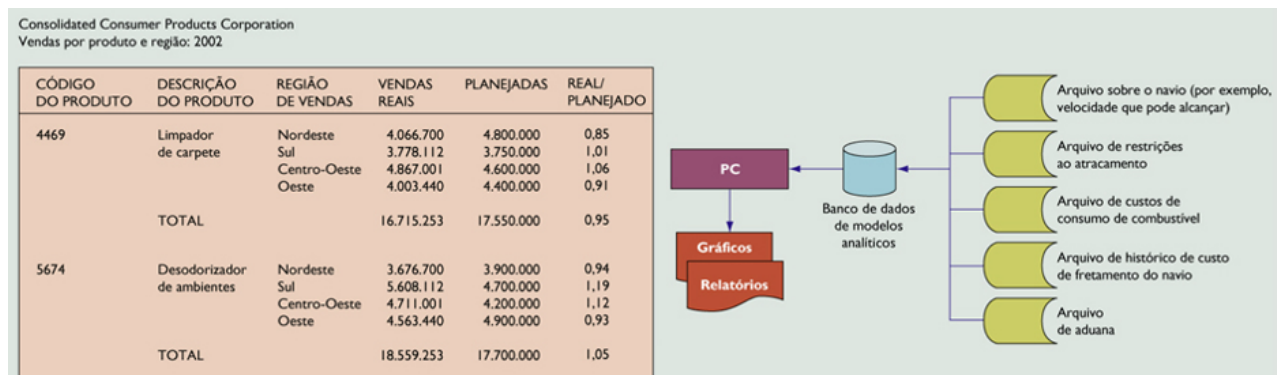 Consolidated Consumer Products Corporation
Vendas por produto e região: 2002
CÓDIGO DESCRIÇÃO REGIÃO VENDAS PLANEJADAS REAL/
DO PRODUTO DO PRODUTO DE VENDAS REAIS PLANEJADO
4469 Limpador Nordeste 4.066.700 4.800.000 0,85
de carpete Sul 3.778.112 3.750.000 1,01
Centro-Oeste 4.867.001 4.600.000 1,06
Oeste 4.003.440 4.400.000 0,91
TOTAL 16.715.253 17.550.000 0,95
5674 Desodorizador Nordeste 3.676.700 3.900.000 0,94
de ambientes Sul 5.608.112 4.700.000 1,19
Centro-Oeste 4.711.001 4.200.000 1,12
Oeste 4.563.440 4.900.000 0,93
TOTAL 18.559.253 17.700.000 1,05
PC
Gráficos
Relatórios
Banco de dados
de modelos
analíticos
Arquivo sobre o navio (por exemplo,
velocidade que pode alcançar)
Arquivo de restrições
ao atracamento
Arquivo de custos de
consumo de combustível
Arquivo de histórico de custo
de fretamento do navio
Arquivo
de aduana